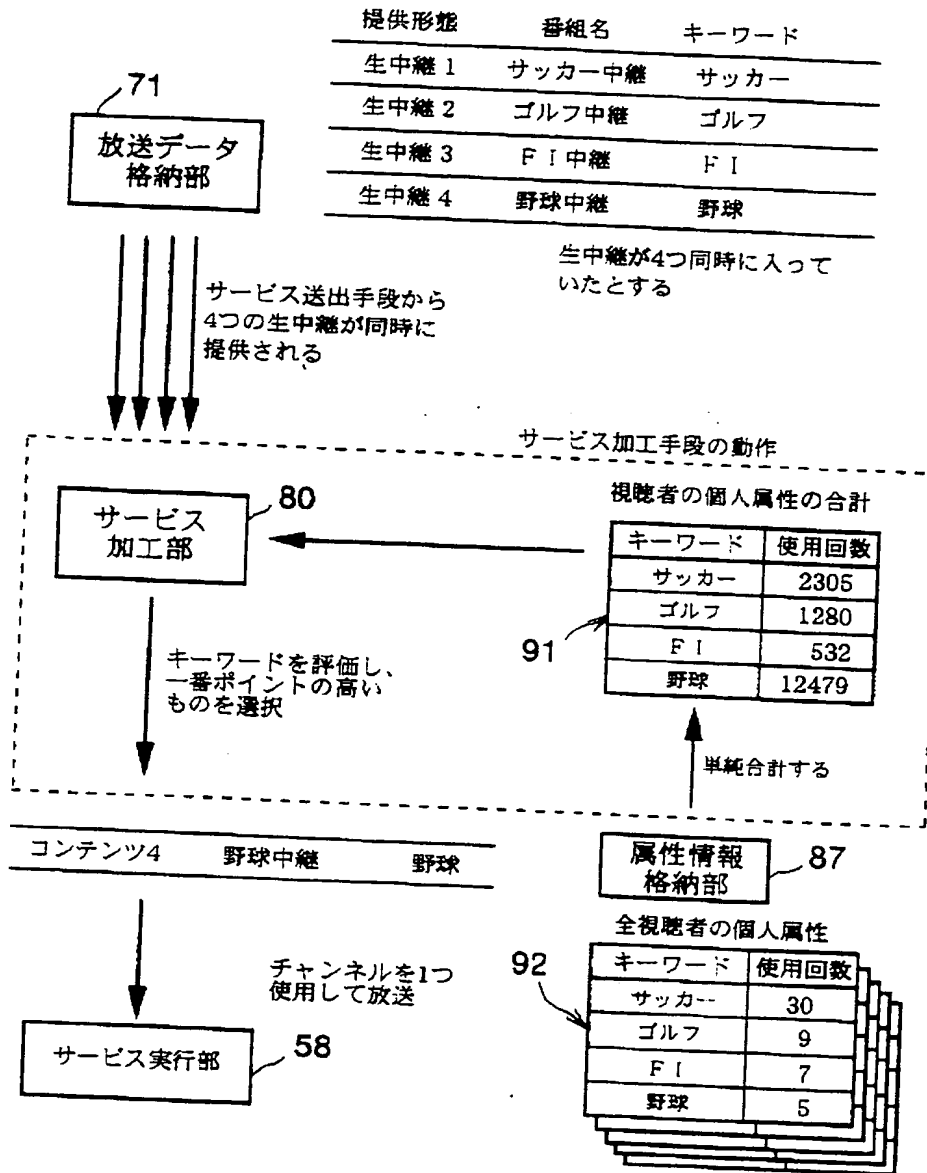 提供形態 番組名 キーワード
生中継1 サッカー中継 サッカー
生中継2 ゴルフ中継 ゴルフ
生中継3 FI中継 FI
生中継4 野球中継 野球
生中継が4つ同時に入って
いたとする
71
放送データ
格納部
サービス送出手段から
4つの生中継が同時に
提供される
サービス加工手段の動作
サービス
加工部
80
視聴者の個人属性の合計
キーワード 使用回数
サッカー 2305
ゴルフ 1280
FI 532
野球 12479
91
キーワードを評価し、
一番ポイントの高い
ものを選択
単純合計する
コンテンツ4 野球中継 野球
属性情報
格納部
87
全視聴者の個人属性
キーワード 使用回数
サッカー 30
ゴルフ 9
FI 7
野球 5
92
チャンネルを1つ
使用して放送
サービス実行部
58